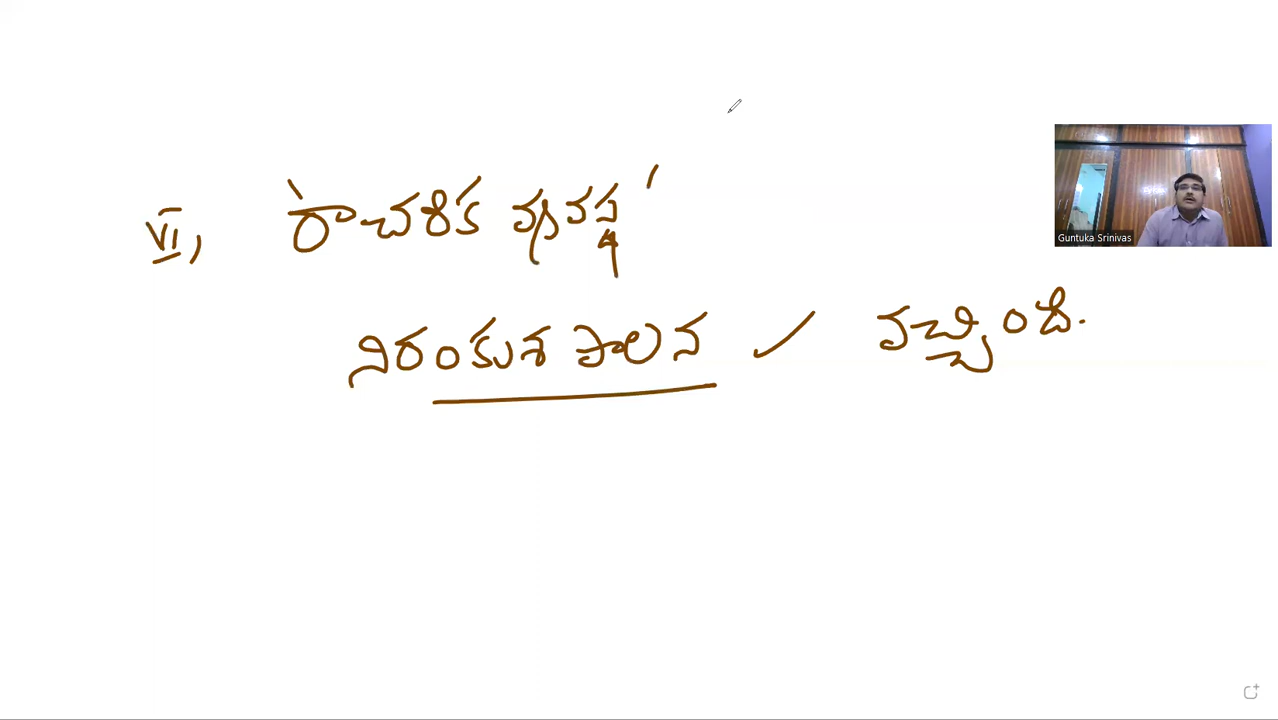 VI, రాచరిక వ్యవస్థ '
నిరంకుశ పాలన ✓ వచ్చింది.
Guntuka Srinivas